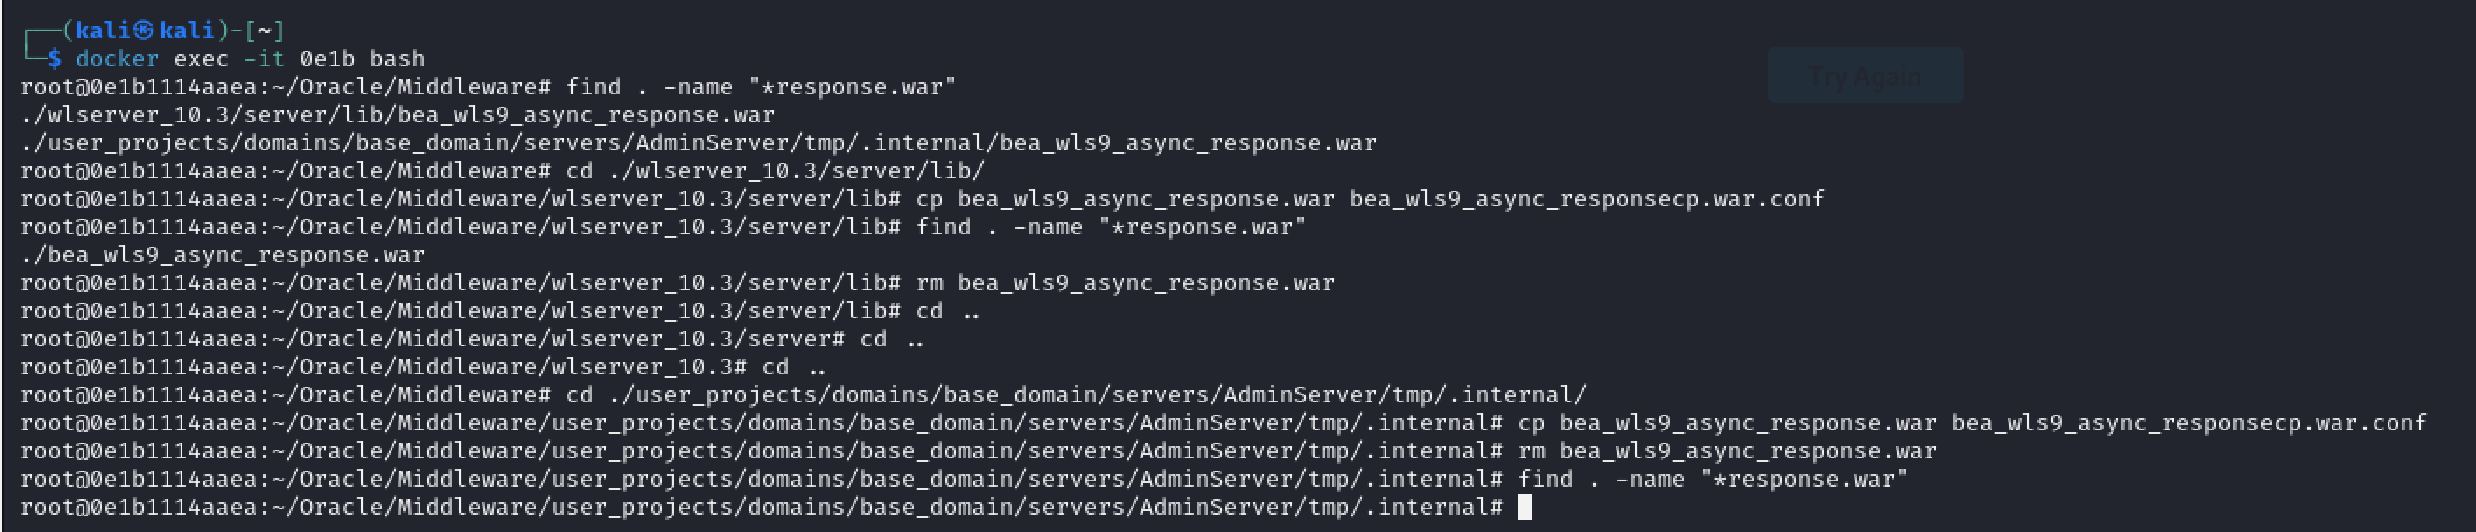 ┌──(kali㉿kali)-[~]
└─$ docker exec -it 0e1b bash
Try Again
root@0e1b1114aaea:~/Oracle/Middleware# find . -name "*response.war"
./wlserver_10.3/server/lib/bea_wls9_async_response.war
./user_projects/domains/base_domain/servers/AdminServer/tmp/.internal/bea_wls9_async_response.war
root@0e1b1114aaea:~/Oracle/Middleware# cd ./wlserver_10.3/server/lib/
root@0e1b1114aaea:~/Oracle/Middleware/wlserver_10.3/server/lib# cp bea_wls9_async_response.war bea_wls9_async_responsecp.war.conf
root@0e1b1114aaea:~/Oracle/Middleware/wlserver_10.3/server/lib# find . -name "*response.war"
./bea_wls9_async_response.war
root@0e1b1114aaea:~/Oracle/Middleware/wlserver_10.3/server/lib# rm bea_wls9_async_response.war
root@0e1b1114aaea:~/Oracle/Middleware/wlserver_10.3/server/lib# cd ..
root@0e1b1114aaea:~/Oracle/Middleware/wlserver_10.3/server# cd ..
root@0e1b1114aaea:~/Oracle/Middleware/wlserver_10.3# cd ..
root@0e1b1114aaea:~/Oracle/Middleware# cd ./user_projects/domains/base_domain/servers/AdminServer/tmp/.internal/
root@0e1b1114aaea:~/Oracle/Middleware/user_projects/domains/base_domain/servers/AdminServer/tmp/.internal# cp bea_wls9_async_response.war bea_wls9_async_responsecp.war.conf
root@0e1b1114aaea:~/Oracle/Middleware/user_projects/domains/base_domain/servers/AdminServer/tmp/.internal# rm bea_wls9_async_response.war
root@0e1b1114aaea:~/Oracle/Middleware/user_projects/domains/base_domain/servers/AdminServer/tmp/.internal# find . -name "*response.war"
root@0e1b1114aaea:~/Oracle/Middleware/user_projects/domains/base_domain/servers/AdminServer/tmp/.internal#